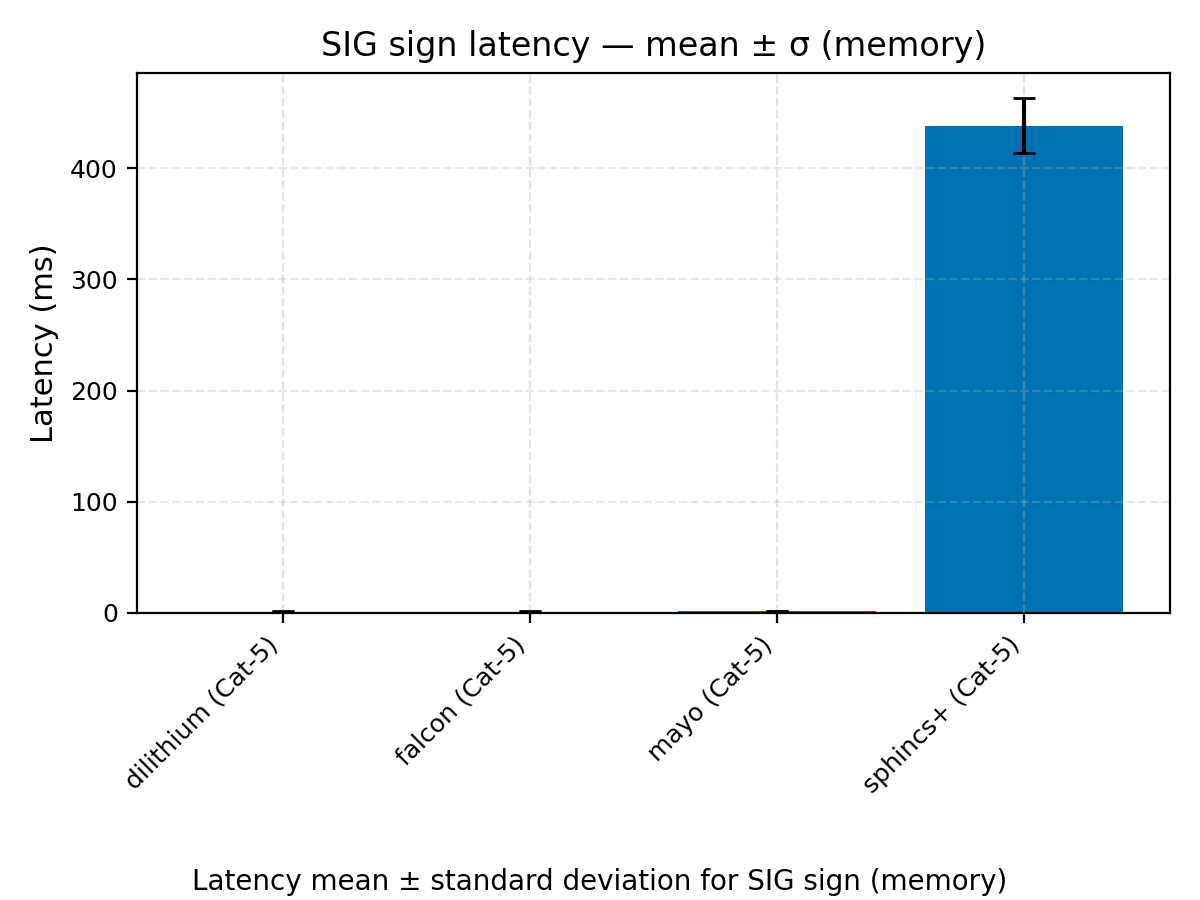 SIG sign latency — mean ± σ (memory)
Latency (ms)
400
300
200
100
0
dilithium (Cat-5)
falcon (Cat-5)
mayo (Cat-5)
sphincs+ (Cat-5)
Latency mean ± standard deviation for SIG sign (memory)